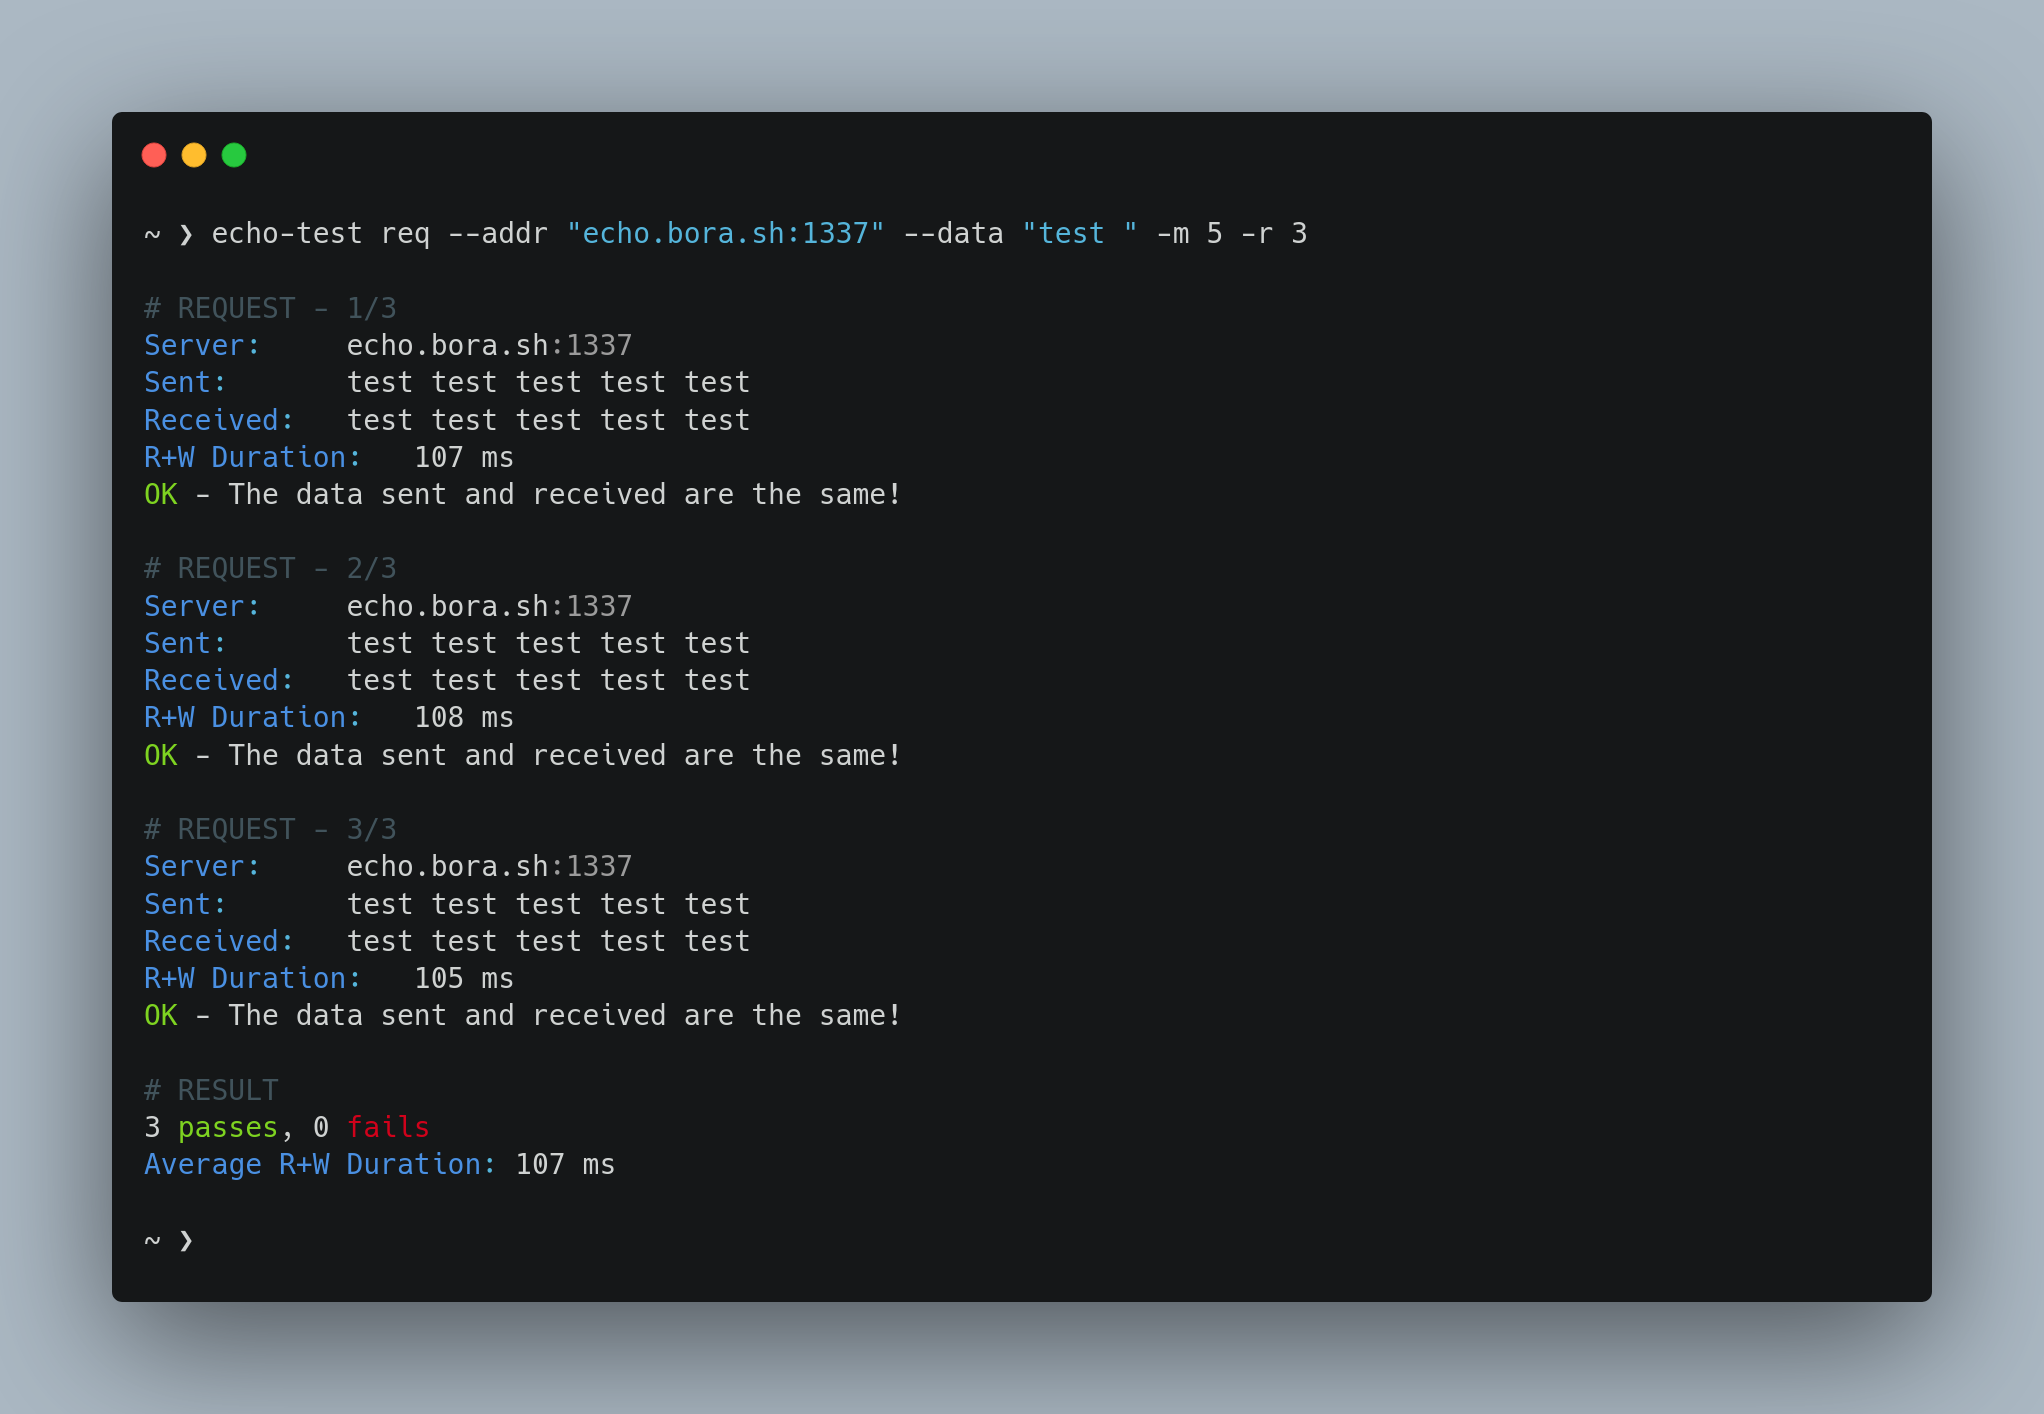 ~ ❯ echo-test req --addr "echo.bora.sh:1337" --data "test " -m 5 -r 3
# REQUEST - 1/3
Server:     echo.bora.sh:1337
Sent:       test test test test test
Received:   test test test test test
R+W Duration:   107 ms
OK - The data sent and received are the same!
# REQUEST - 2/3
Server:     echo.bora.sh:1337
Sent:       test test test test test
Received:   test test test test test
R+W Duration:   108 ms
OK - The data sent and received are the same!
# REQUEST - 3/3
Server:     echo.bora.sh:1337
Sent:       test test test test test
Received:   test test test test test
R+W Duration:   105 ms
OK - The data sent and received are the same!
# RESULT
3 passes, 0 fails
Average R+W Duration: 107 ms
~ ❯